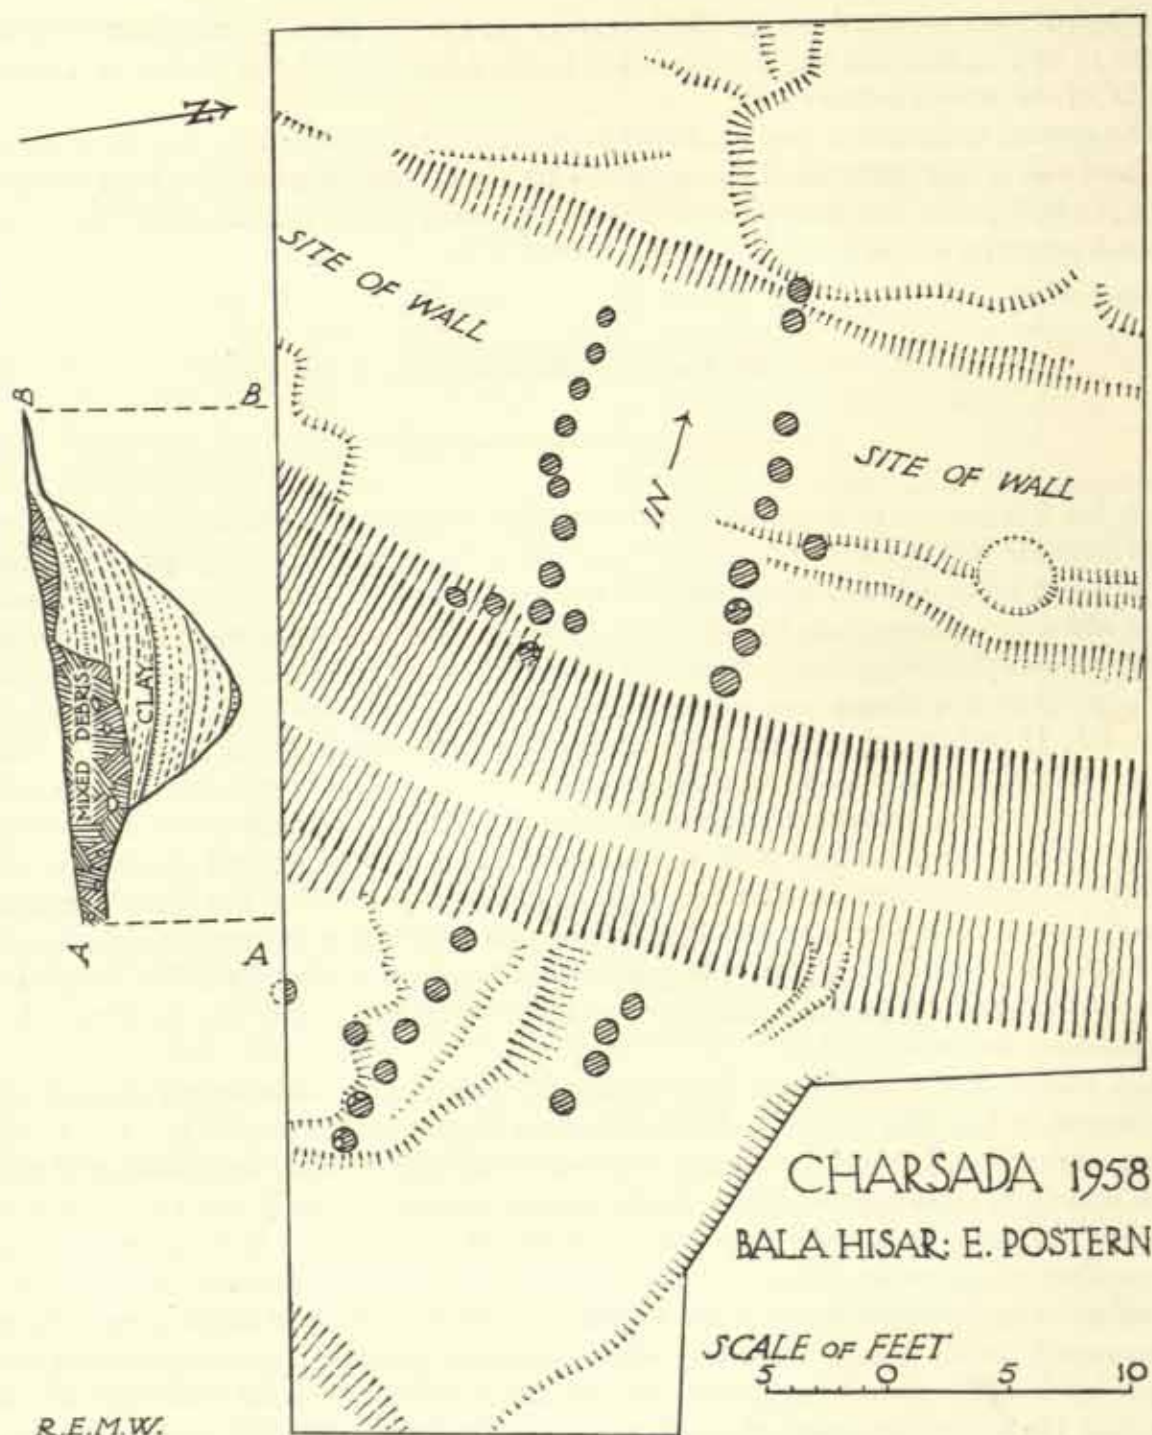 Z
SITE OF WALL
B
B
IN
SITE OF WALL
MIXED DEBRIS
CLAY
A
A
CHARSADA 1958
BALA HISAR: E. POSTERN
SCALE OF FEET
5 0 5 10
R.E.M.W.